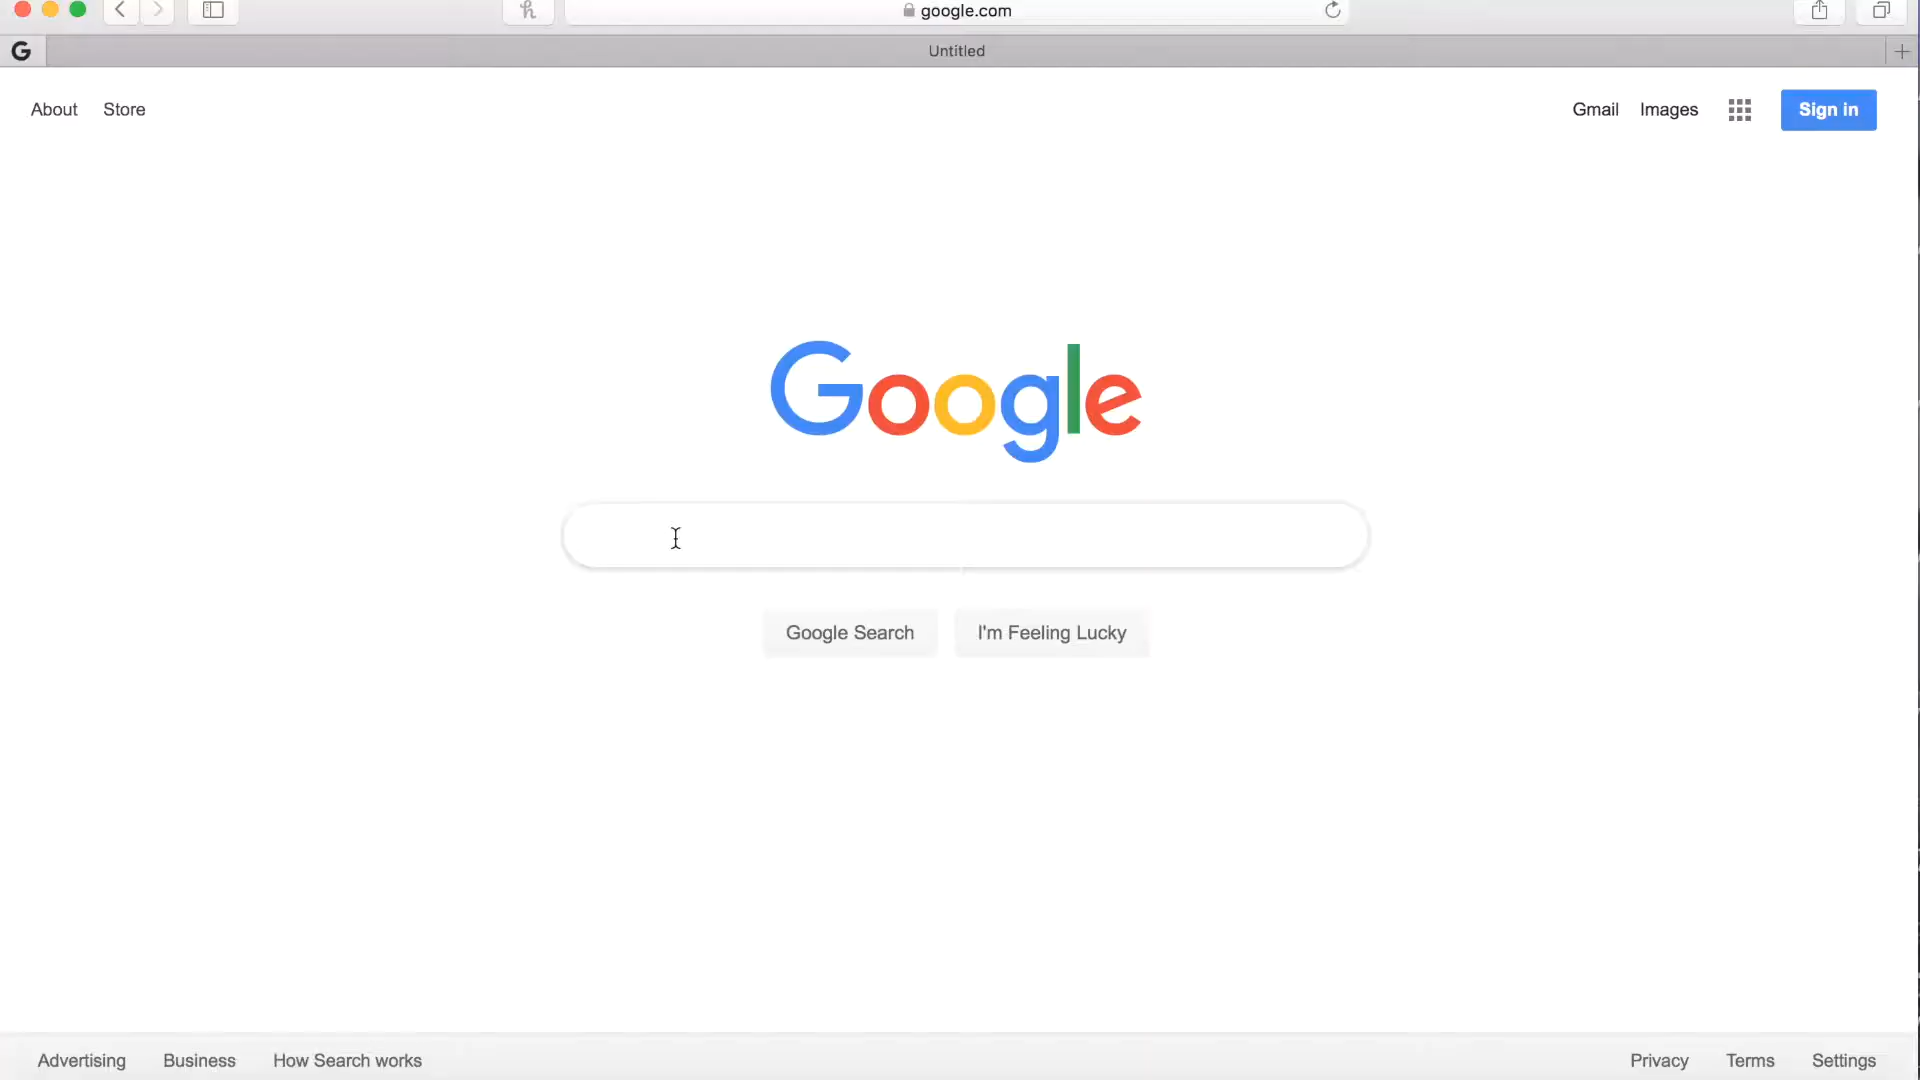 google.com
G
Untitled
About Store
Gmail Images Sign in
Google
Google Search I'm Feeling Lucky
Advertising Business How Search works
Privacy Terms Settings